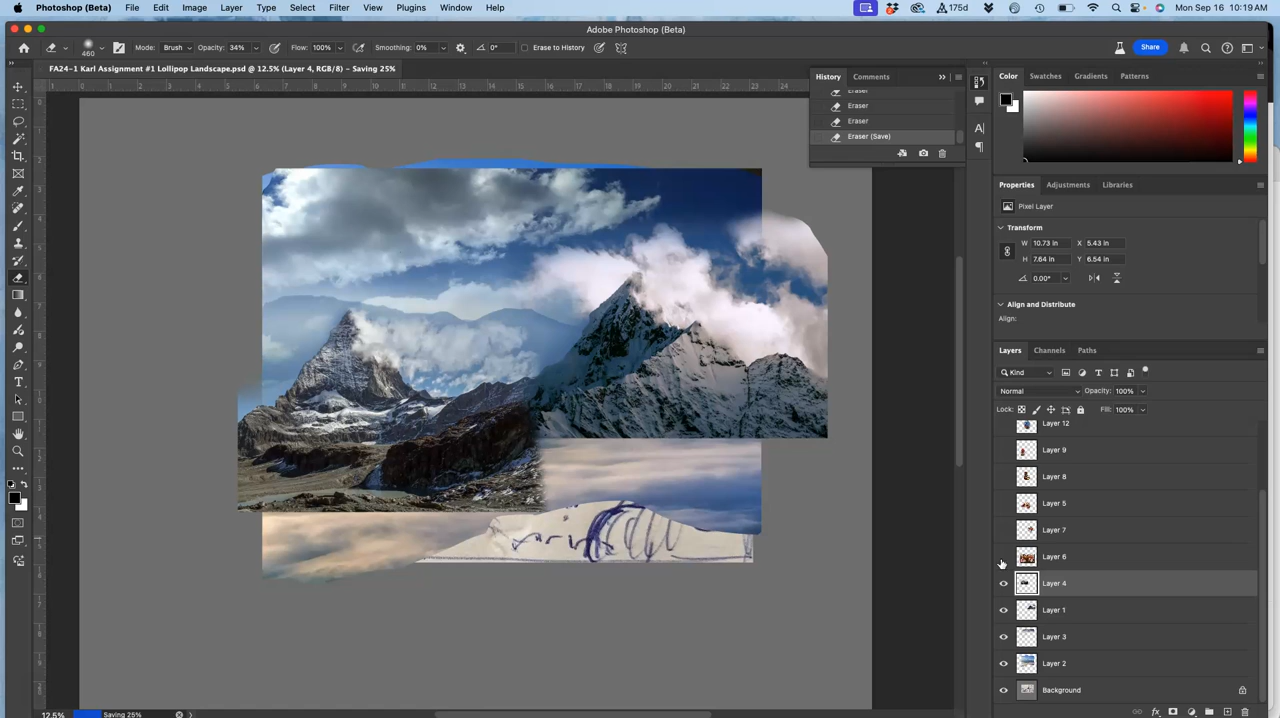 Photoshop (Beta) File Edit Image Layer Type Select Filter View Plugins Window Help 175d Mon Sep 16 10:19 AM
Adobe Photoshop (Beta)
460 Mode: Brush Opacity: 34% Flow: 100% Smoothing: 0% 0° Erase to History Share
FA24-1 Karl Assignment #1 Lollipop Landscape.psd @ 12.5% (Layer 4, RGB/8) – Saving 25%
History Comments
Eraser
Eraser
Eraser
Eraser (Save)
Color Swatches Gradients Patterns
Properties Adjustments Libraries
Pixel Layer
Transform
W 10.73 in X 5.43 in
H 7.64 in Y 6.54 in
0.00°
Align and Distribute
Align:
Layers Channels Paths
Kind
Normal Opacity: 100%
Lock: Fill: 100%
Layer 12
Layer 9
Layer 8
Layer 5
Layer 7
Layer 6
Layer 4
Layer 1
Layer 3
Layer 2
Background
12.5% Saving 25%